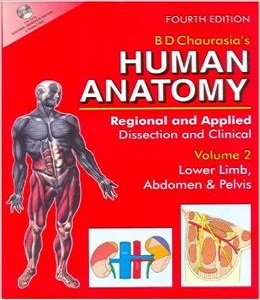 FOURTH EDITION
B D Chaurasia's
HUMAN
ANATOMY
Regional and Applied
Dissection and Clinical
Volume 2
Lower Limb,
Abdomen & Pelvis